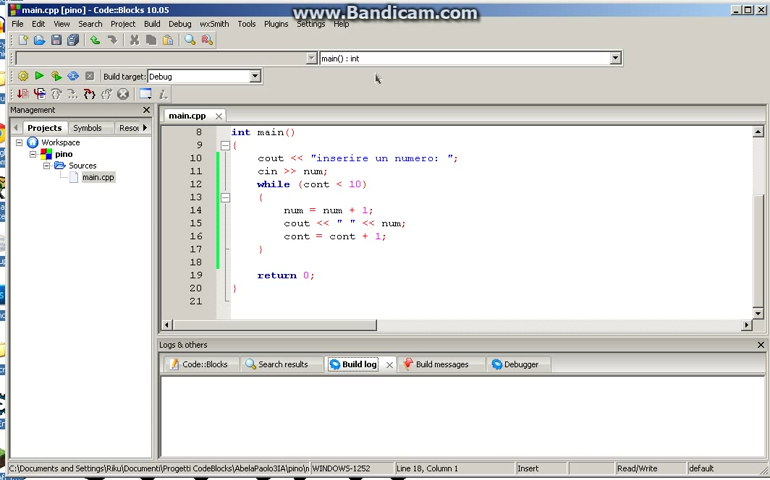 main.cpp [pino] - Code::Blocks 10.05
www.Bandicam.com
File Edit View Search Project Build Debug wxSmith Tools Plugins Settings Help
main() : int
Build target: Debug
Management
Projects Symbols Resou
Workspace
pino
Sources
main.cpp
main.cpp
8 int main()
9 {
10 cout << "inserire un numero: ";
11 cin >> num;
12 while (cont < 10)
13 {
14 num = num + 1;
15 cout << " " << num;
16 cont = cont + 1;
17 }
18
19 return 0;
20 }
21
Logs & others
Code::Blocks Search results Build log Build messages Debugger
C:\Documents and Settings\Riku\Documenti\Progetti CodeBlocks\AbelaPaolo3IA\pino\m WINDOWS-1252 Line 18, Column 1 Insert Read/Write default